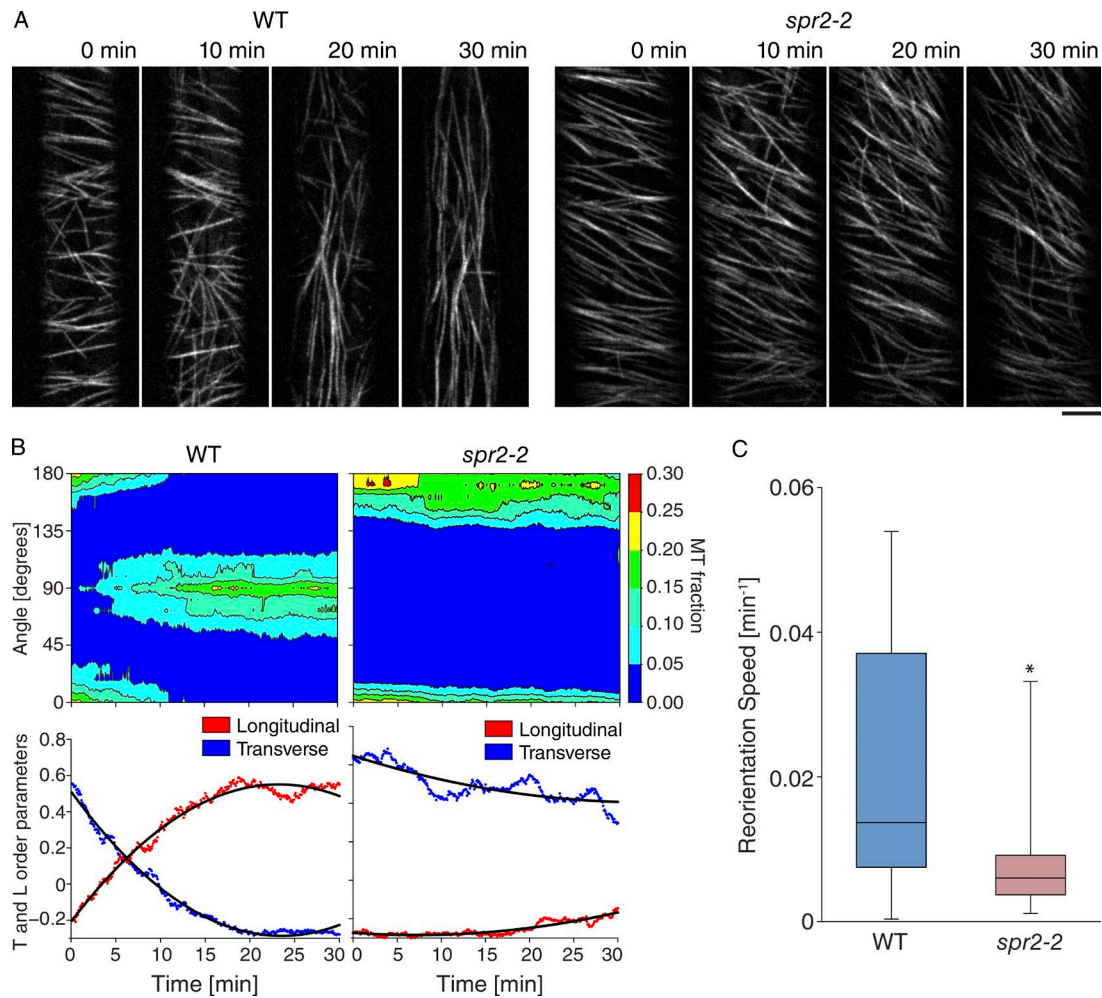 A
WT
spr2-2
0 min 10 min 20 min 30 min 0 min 10 min 20 min 30 min
B
WT
spr2-2
C
180
135
90
45
0
Angle [degrees]
0.30
0.25
0.20
0.15
0.10
0.05
0.00
MT fraction
Longitudinal
Transverse
Longitudinal
Transverse
0.8
0.6
0.4
0.2
0
−0.2
T and L order parameters
0 5 10 15 20 25 30 0 5 10 15 20 25 30
Time [min] Time [min]
0.06
0.04
0.02
0
Reorientation Speed [min-1]
*
WT spr2-2